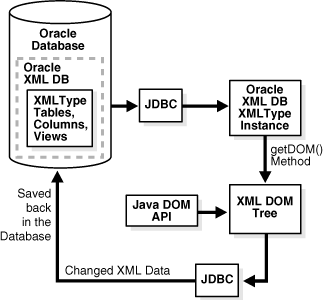 Oracle
Database
Oracle
XML DB
XMLType
Tables,
Columns,
Views
JDBC
Oracle
XML DB
XMLType
Instance
getDOM()
Method
Java DOM
API
XML DOM
Tree
Saved
back
in the
Database
Changed XML Data
JDBC